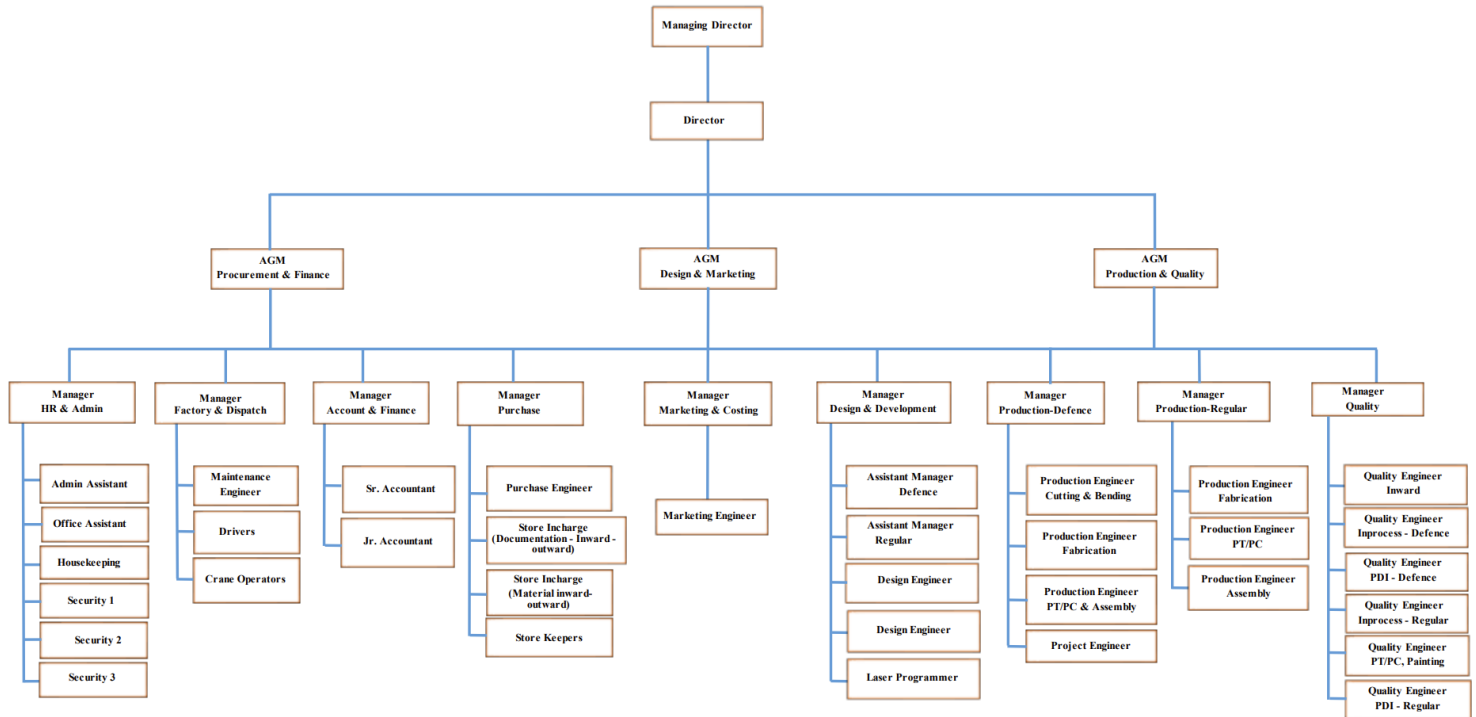 Managing Director
Director
AGM
Procurement & Finance
AGM
Design & Marketing
AGM
Production & Quality
Manager
HR & Admin
Manager
Factory & Dispatch
Manager
Account & Finance
Manager
Purchase
Manager
Marketing & Costing
Manager
Design & Development
Manager
Production-Defence
Manager
Production-Regular
Manager
Quality
Admin Assistant
Office Assistant
Housekeeping
Security 1
Security 2
Security 3
Maintenance
Engineer
Drivers
Crane Operators
Sr. Accountant
Jr. Accountant
Purchase Engineer
Store Incharge
(Documentation - Inward -
outward)
Store Incharge
(Material inward-
outward)
Store Keepers
Marketing Engineer
Assistant Manager
Defence
Assistant Manager
Regular
Design Engineer
Design Engineer
Laser Programmer
Production Engineer
Cutting & Bending
Production Engineer
Fabrication
Production Engineer
PT/PC & Assembly
Project Engineer
Production Engineer
Fabrication
Production Engineer
PT/PC
Production Engineer
Assembly
Quality Engineer
Inward
Quality Engineer
Inprocess - Defence
Quality Engineer
PDI - Defence
Quality Engineer
Inprocess - Regular
Quality Engineer
PT/PC, Painting
Quality Engineer
PDI - Regular